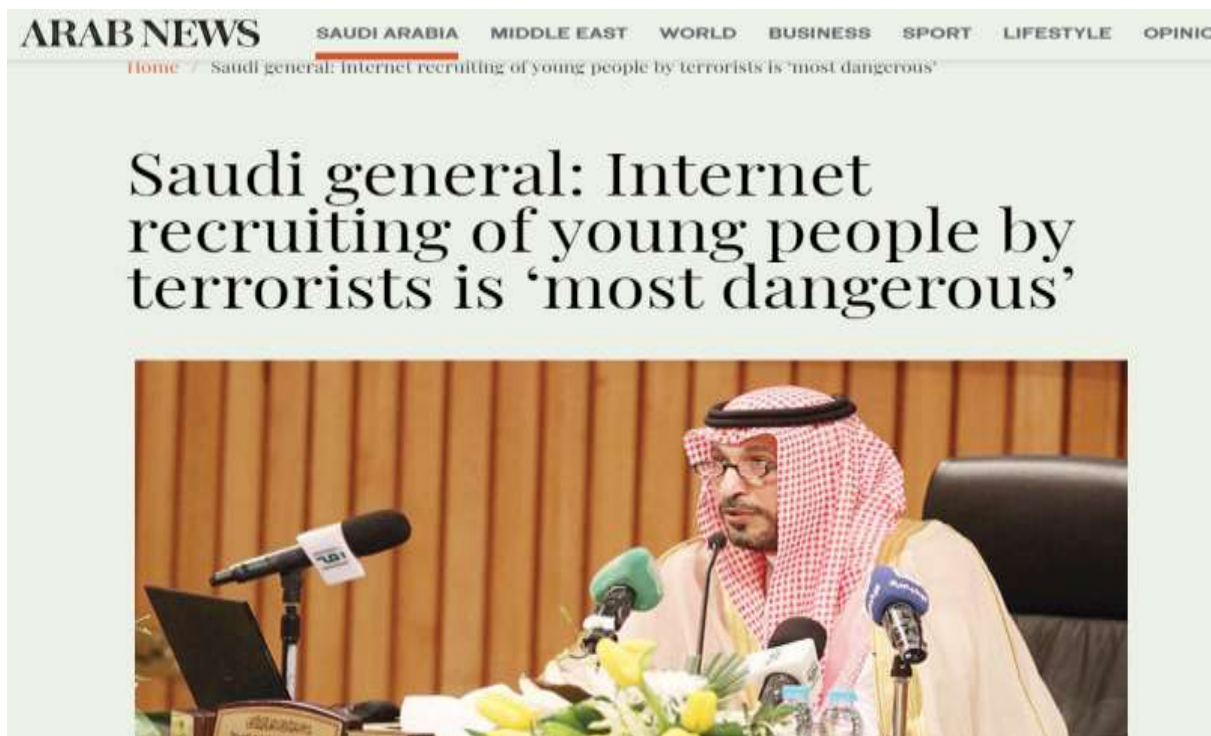 ARAB NEWS SAUDI ARABIA MIDDLE EAST WORLD BUSINESS SPORT LIFESTYLE OPINIO
Home / Saudi general: Internet recruiting of young people by terrorists is 'most dangerous'
Saudi general: Internet
recruiting of young people by
terrorists is ‘most dangerous’